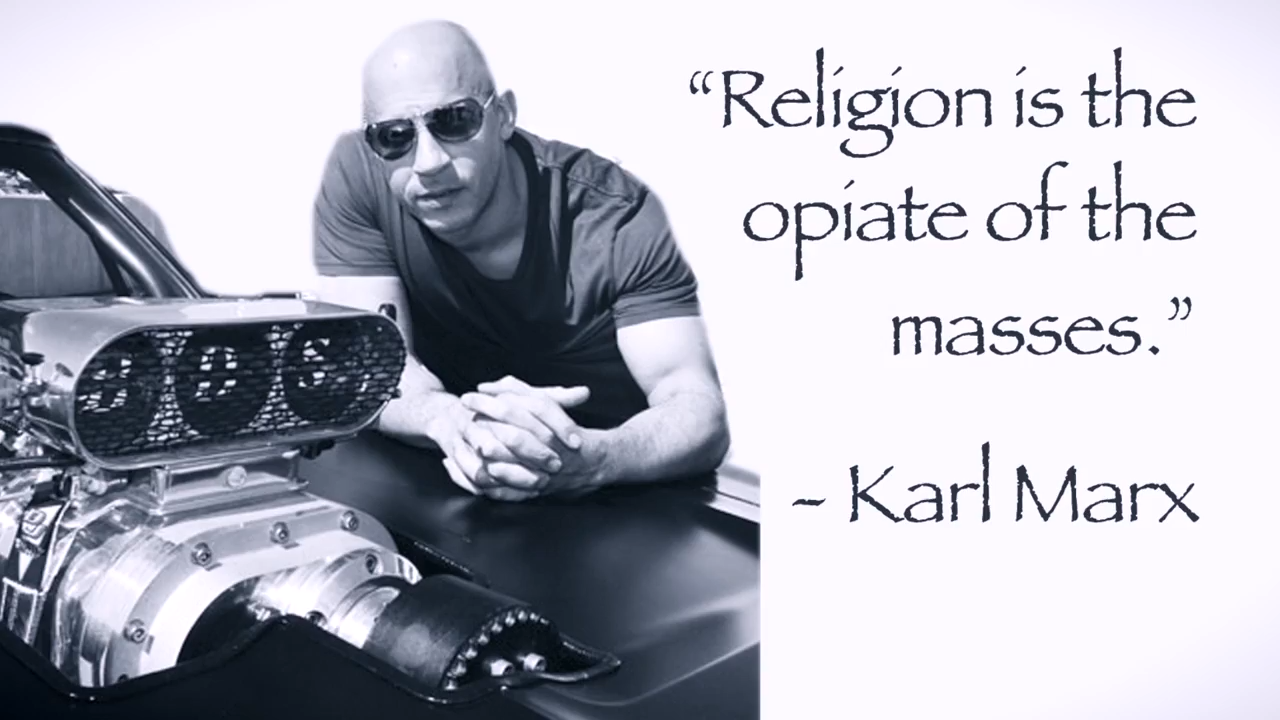 “Religion is the
opiate of the
masses.”
- Karl Marx